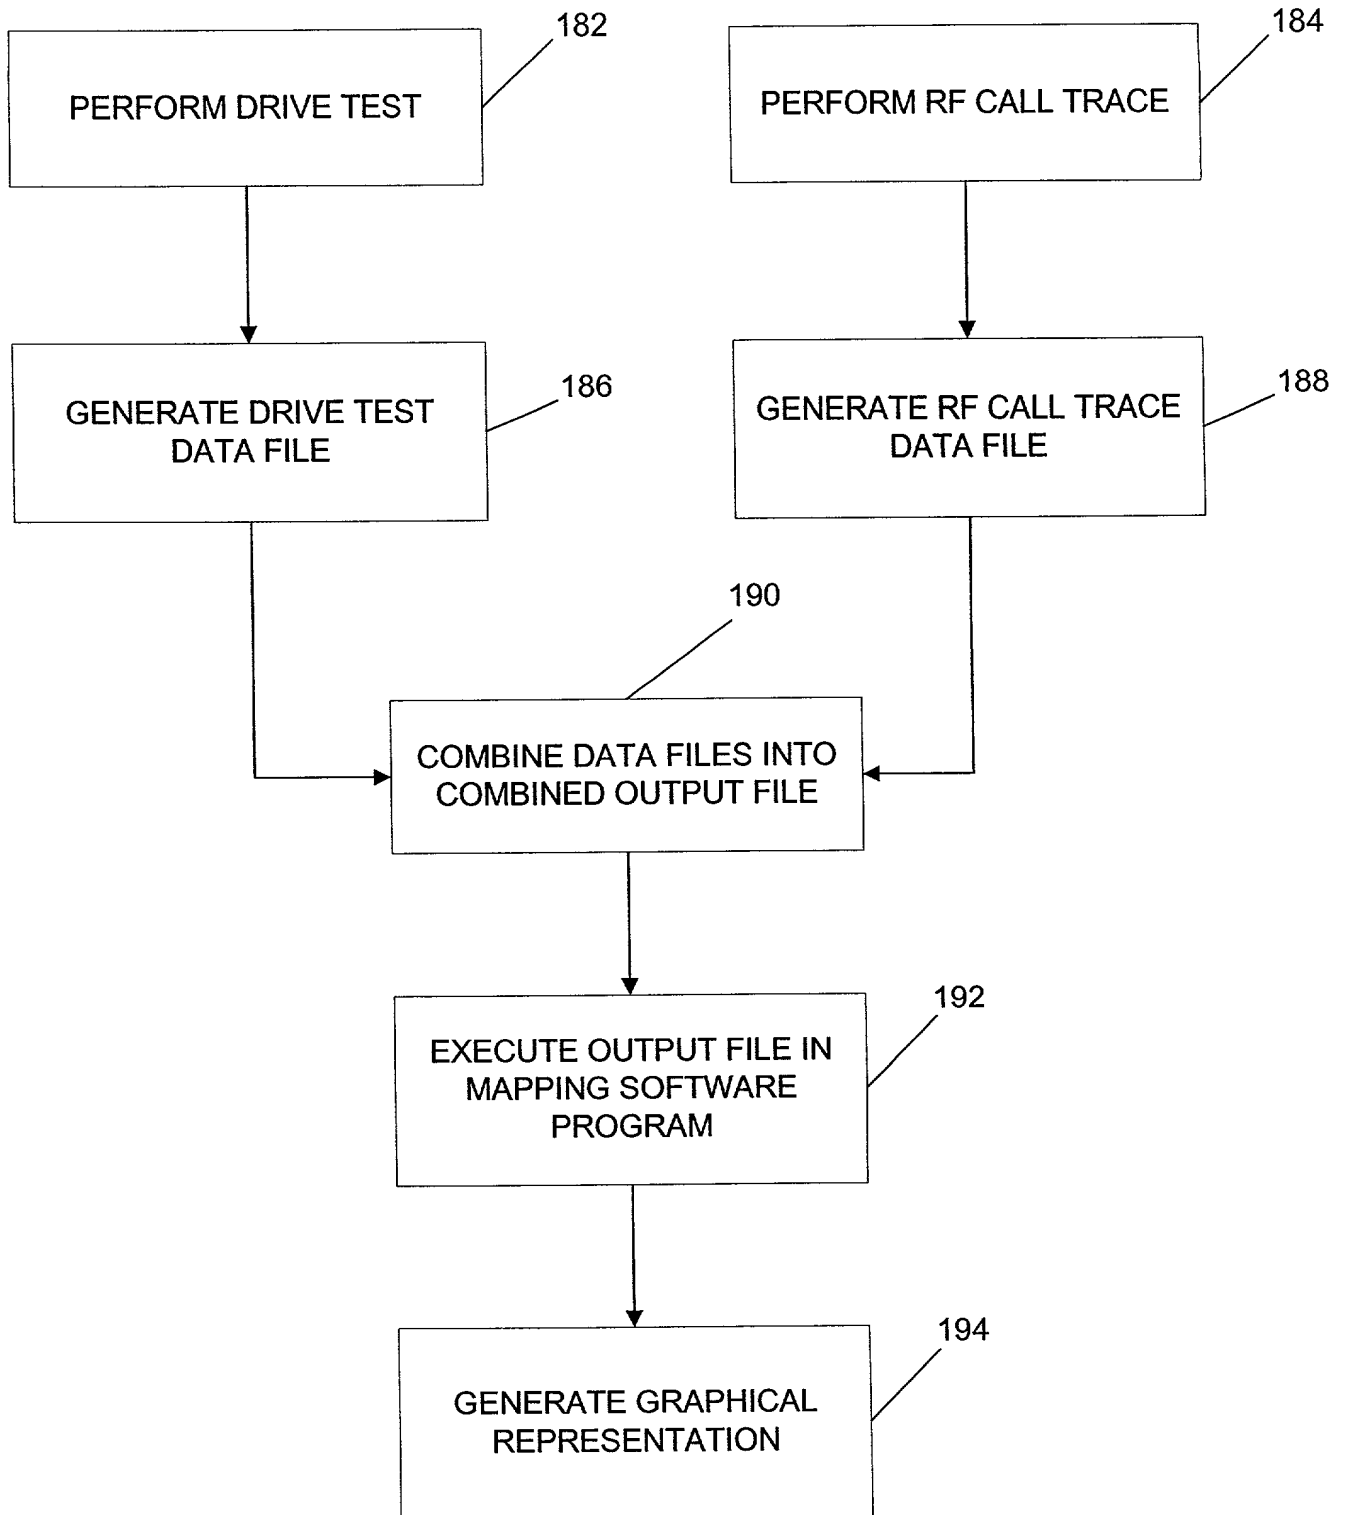 182
184
PERFORM DRIVE TEST
PERFORM RF CALL TRACE
186
188
GENERATE DRIVE TEST
DATA FILE
GENERATE RF CALL TRACE
DATA FILE
190
COMBINE DATA FILES INTO
COMBINED OUTPUT FILE
192
EXECUTE OUTPUT FILE IN
MAPPING SOFTWARE
PROGRAM
194
GENERATE GRAPHICAL
REPRESENTATION